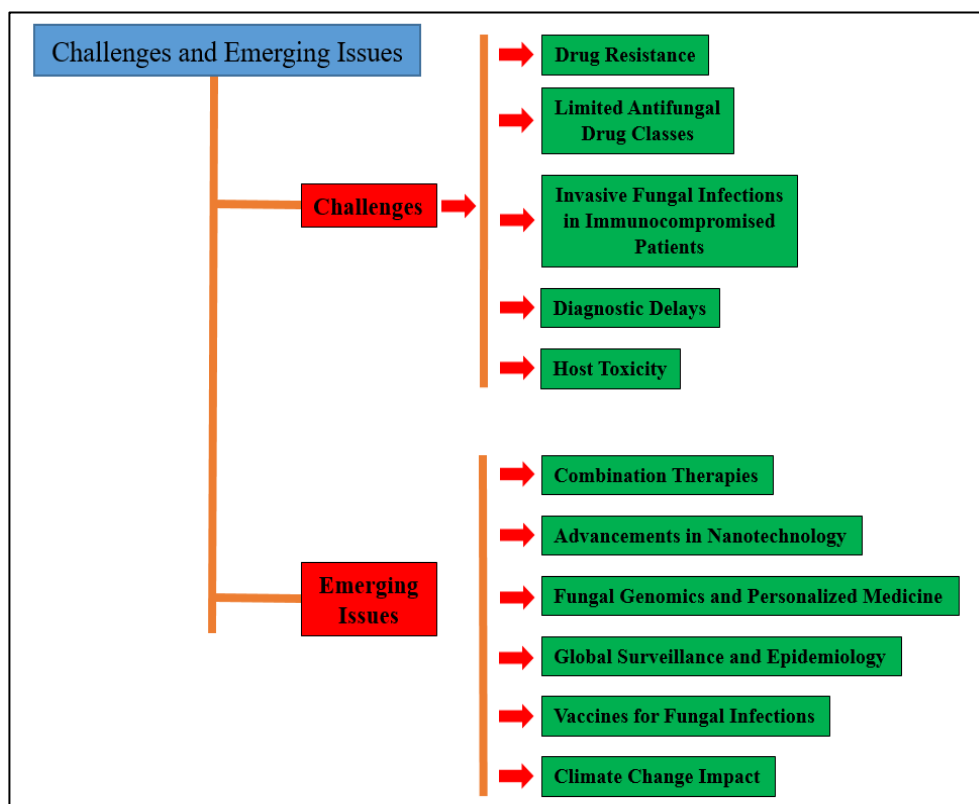 Challenges and Emerging Issues
Challenges
Drug Resistance
Limited Antifungal
Drug Classes
Invasive Fungal Infections
in Immunocompromised
Patients
Diagnostic Delays
Host Toxicity
Emerging
Issues
Combination Therapies
Advancements in Nanotechnology
Fungal Genomics and Personalized Medicine
Global Surveillance and Epidemiology
Vaccines for Fungal Infections
Climate Change Impact